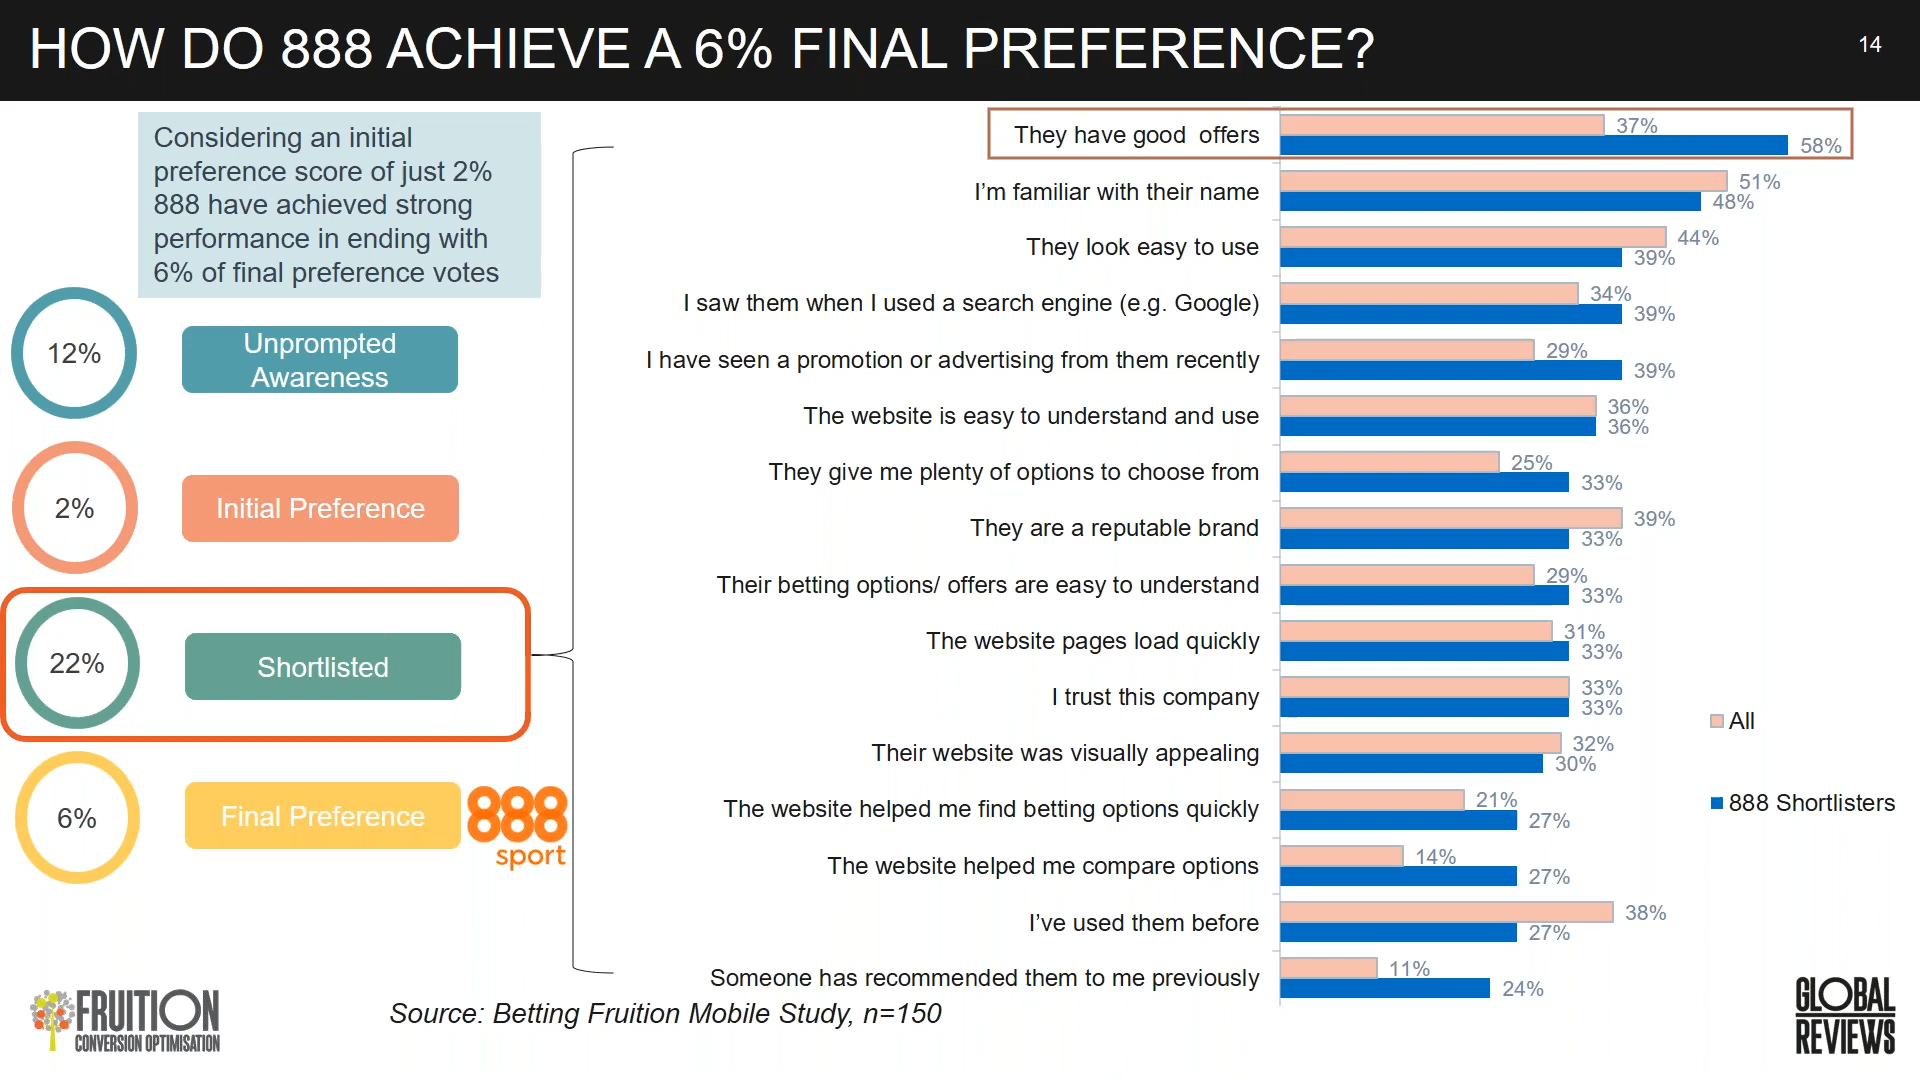 HOW DO 888 ACHIEVE A 6% FINAL PREFERENCE?
14
Considering an initial
preference score of just 2%
888 have achieved strong
performance in ending with
6% of final preference votes
12%
Unprompted
Awareness
2%
Initial Preference
22%
Shortlisted
6%
Final Preference
888
sport
They have good offers
37%
58%
I'm familiar with their name
51%
48%
They look easy to use
44%
39%
I saw them when I used a search engine (e.g. Google)
34%
39%
I have seen a promotion or advertising from them recently
29%
39%
The website is easy to understand and use
36%
36%
They give me plenty of options to choose from
25%
33%
They are a reputable brand
39%
33%
Their betting options/ offers are easy to understand
29%
33%
The website pages load quickly
31%
33%
I trust this company
33%
33%
Their website was visually appealing
32%
30%
The website helped me find betting options quickly
21%
27%
The website helped me compare options
14%
27%
I've used them before
38%
27%
Someone has recommended them to me previously
11%
24%
All
888 Shortlisters
Source: Betting Fruition Mobile Study, n=150
FRUITION
CONVERSION OPTIMISATION
GLOBAL
REVIEWS